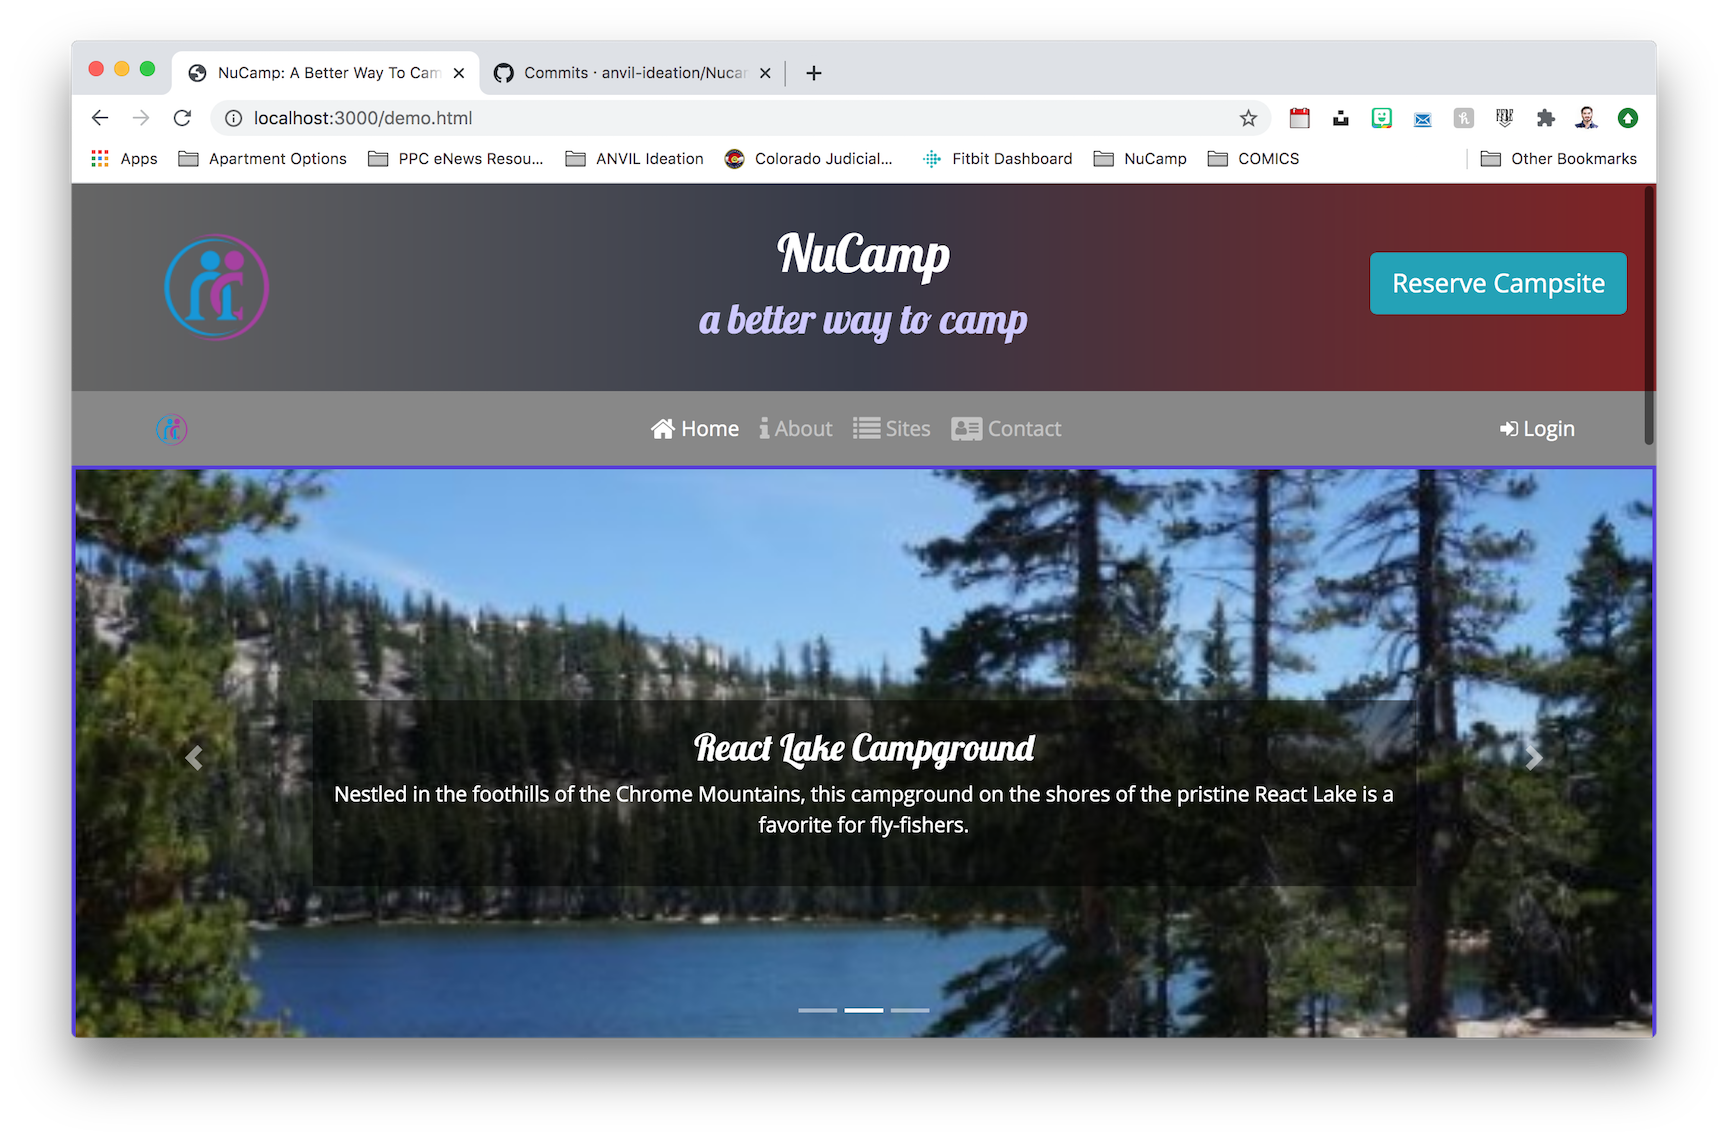 NuCamp: A Better Way To Cam
Commits · anvil-ideation/Nucar
localhost:3000/demo.html
Apps
Apartment Options
PPC eNews Resou...
ANVIL Ideation
Colorado Judicial...
Fitbit Dashboard
NuCamp
COMICS
Other Bookmarks
NuCamp
a better way to camp
Reserve Campsite
Home
About
Sites
Contact
Login
React Lake Campground
Nestled in the foothills of the Chrome Mountains, this campground on the shores of the pristine React Lake is a
favorite for fly-fishers.